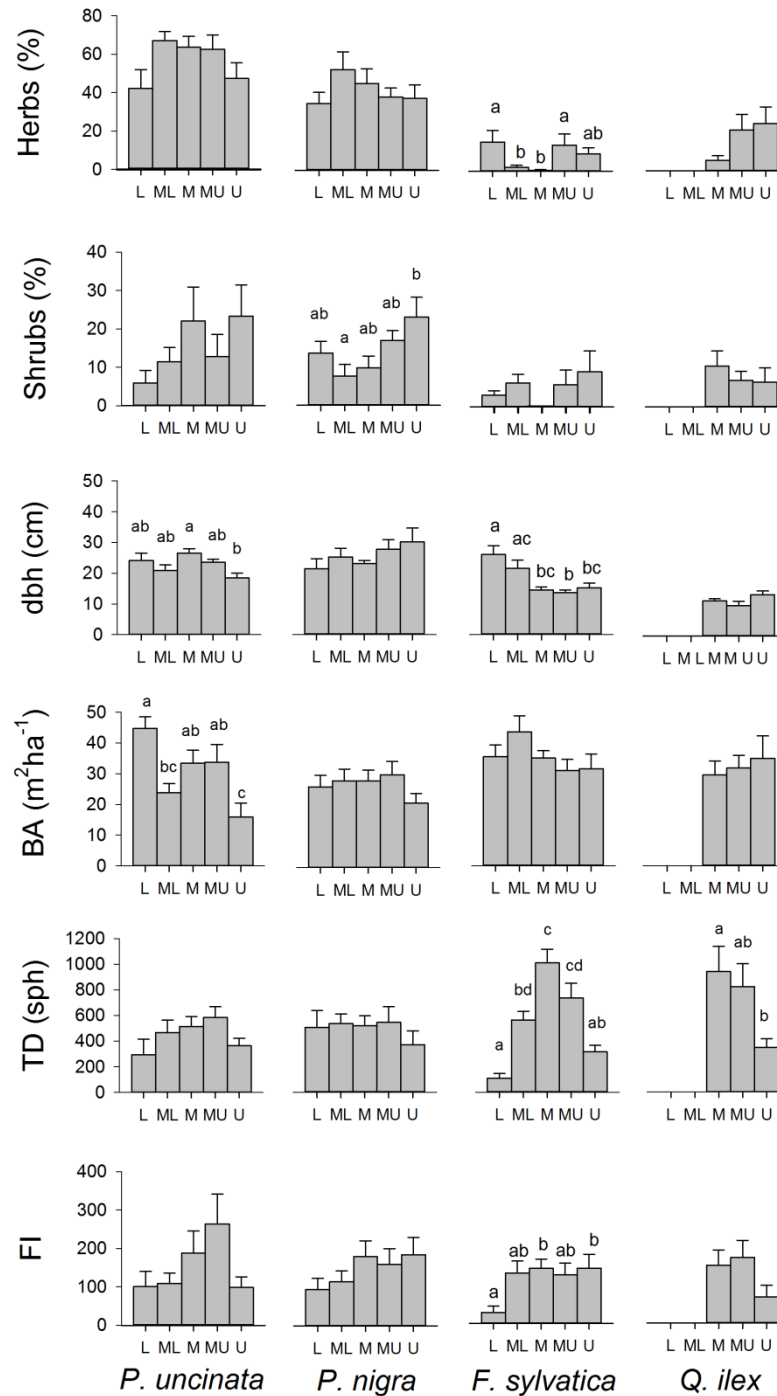 80
60
40
20
0
Herbs (%)
L ML M MU U
L ML M MU U
a b b a ab
L ML M MU U
L ML M MU U
40
30
20
10
0
Shrubs (%)
L ML M MU U
ab a ab ab b
L ML M MU U
L ML M MU U
L ML M MU U
50
40
30
20
10
0
dbh (cm)
ab ab a ab b
L ML M MU U
L ML M MU U
a ac bc b bc
L ML M MU U
L M L M MU U
50
40
30
20
10
0
BA (m²ha⁻¹)
a bc ab ab c
L ML M MU U
L ML M MU U
L ML M MU U
L ML M MU U
1200
1000
800
600
400
200
0
TD (sph)
L ML M MU U
L ML M MU U
a bd c cd ab
L ML M MU U
a ab b
L ML M MU U
400
300
200
100
0
FI
L ML M MU U
L ML M MU U
a ab b ab b
L ML M MU U
L ML M MU U
P. uncinata P. nigra F. sylvatica Q. ilex